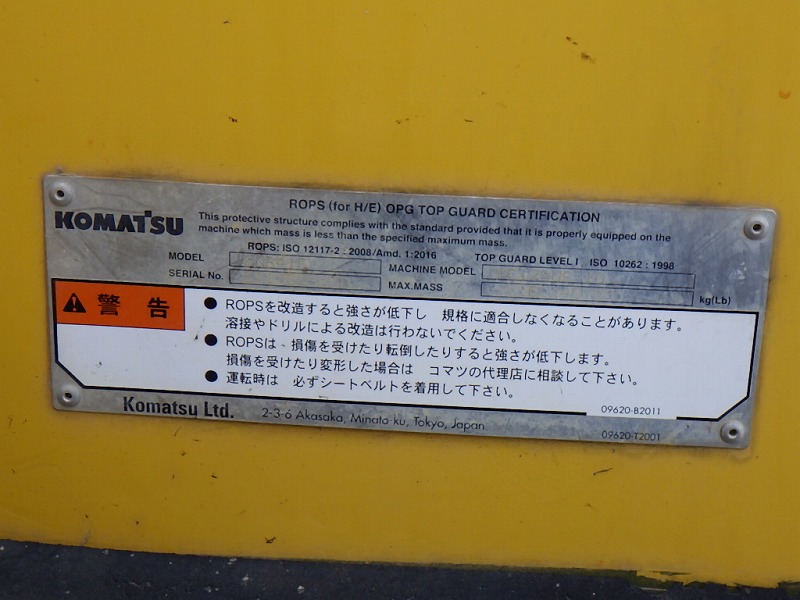 ROPS (for H/E) OPG TOP GUARD CERTIFICATION
KOMATSU
This protective structure complies with the standard provided that it is properly equipped on the
machine which mass is less than the specified maximum mass.
ROPS: ISO 12117-2 : 2008/Amd. 1:2016 TOP GUARD LEVEL I ISO 10262 : 1998
MODEL MACHINE MODEL
SERIAL No. MAX.MASS kg(Lb)
警告
● ROPSを改造すると強さが低下し 規格に適合しなくなることがあります。
溶接やドリルによる改造は行わないでください。
● ROPSは 損傷を受けたり転倒したりすると強さが低下します。
損傷を受けたり変形した場合は コマツの代理店に相談して下さい。
● 運転時は 必ずシートベルトを着用して下さい。
09620-B2011
Komatsu Ltd. 2-3-6 Akasaka, Minato-ku, Tokyo, Japan
09620-T2001